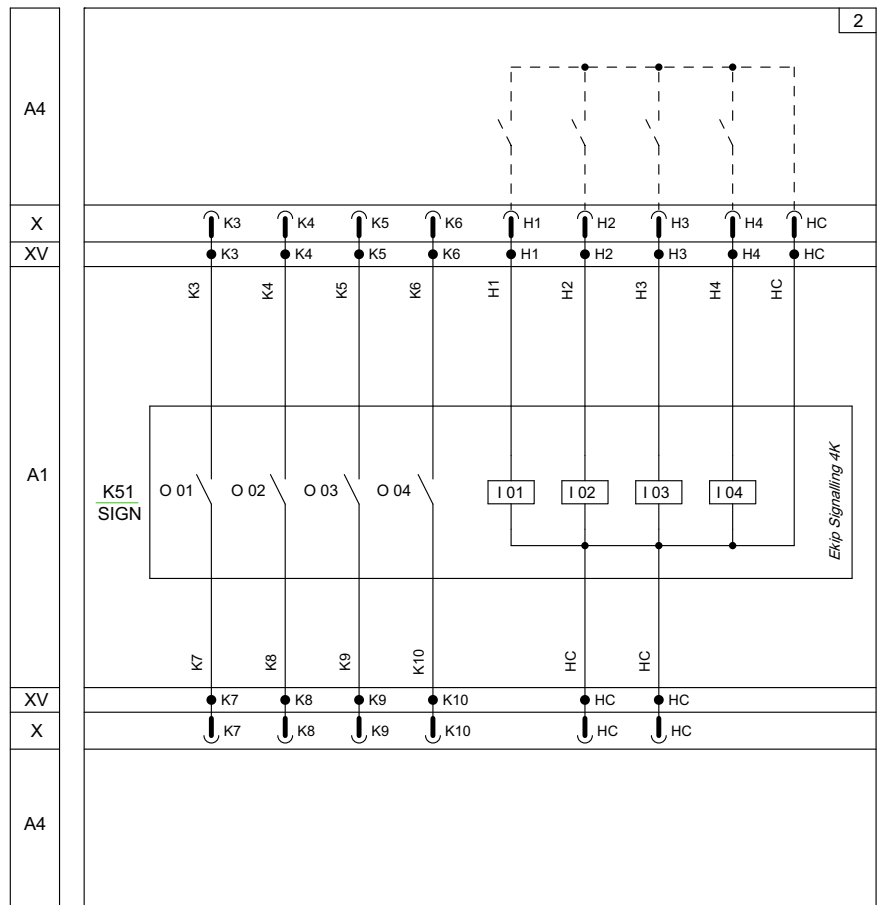 2
A4
X K3 K4 K5 K6 H1 H2 H3 H4 HC
XV K3 K4 K5 K6 H1 H2 H3 H4 HC
K3 K4 K5 K6 H1 H2 H3 H4 HC
A1
K51
SIGN
O 01 O 02 O 03 O 04 I 01 I 02 I 03 I 04
Ekip Signalling 4K
K7 K8 K9 K10 HC HC
XV K7 K8 K9 K10 HC HC
X K7 K8 K9 K10 HC HC
A4